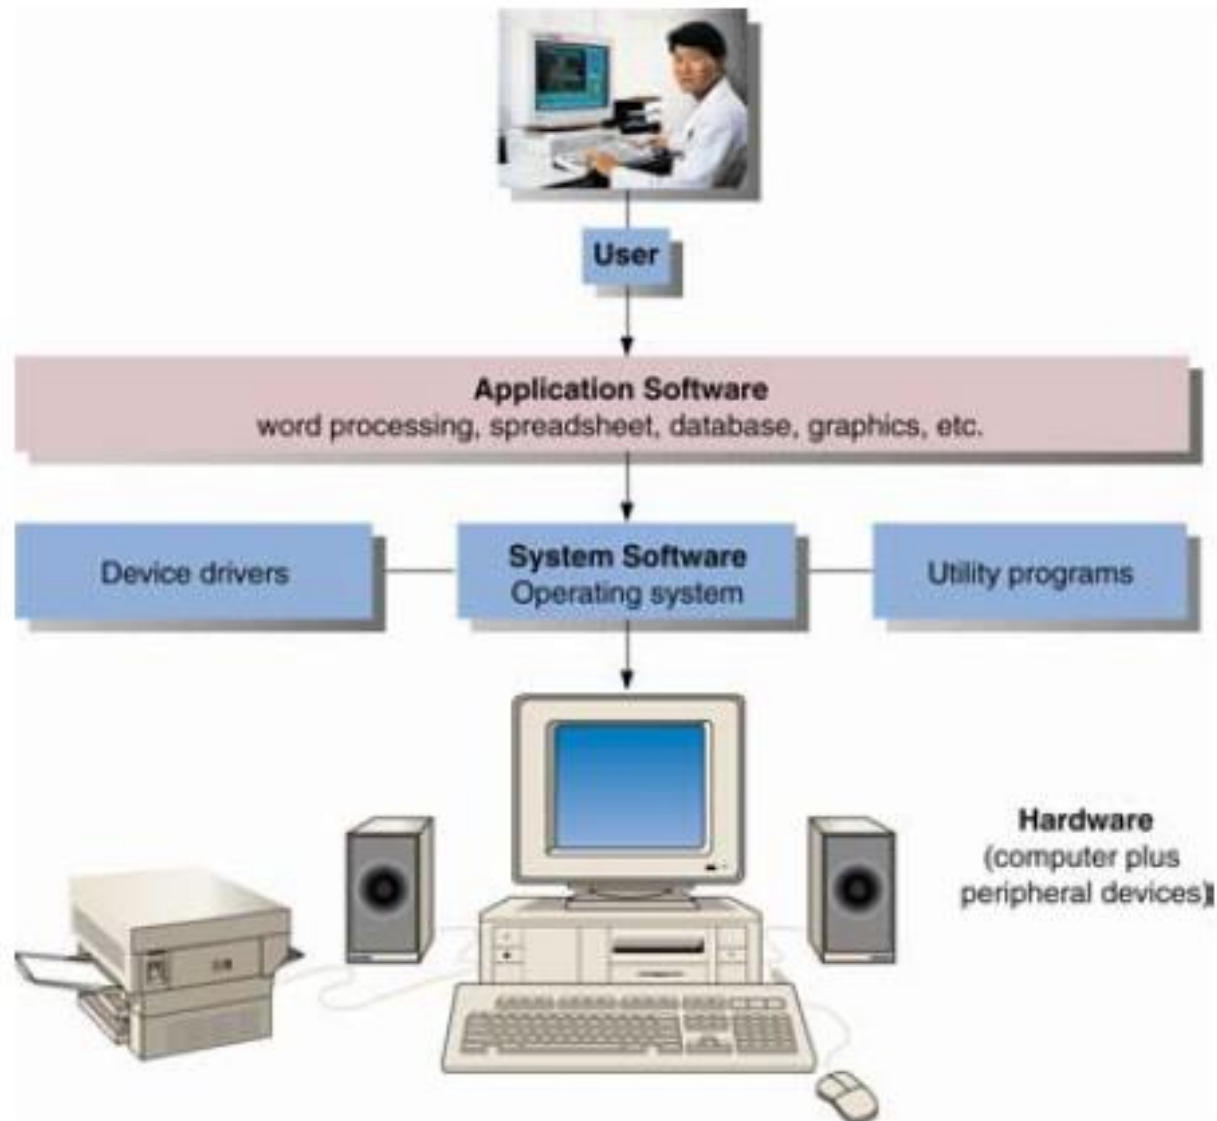 User
Application Software
word processing, spreadsheet, database, graphics, etc.
Device drivers
System Software
Operating system
Utility programs
Hardware
(computer plus
peripheral devices)